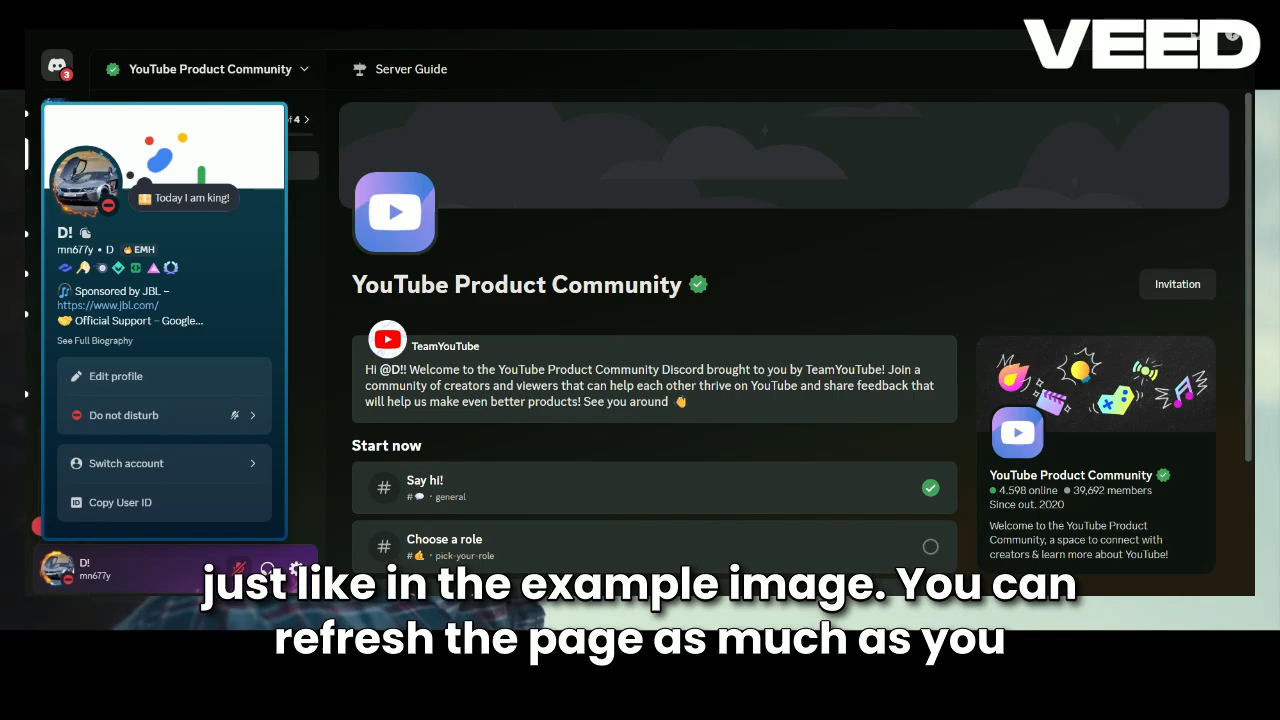 VEED
3
YouTube Product Community
Server Guide
of 4
Today I am king!
D!
mn677y • D EMH
Sponsored by JBL –
https://www.jbl.com/
Official Support – Google...
See Full Biography
Edit profile
Do not disturb
Switch account
ID Copy User ID
D!
mn677y
YouTube Product Community
Invitation
TeamYouTube
Hi @D!! Welcome to the YouTube Product Community Discord brought to you by TeamYouTube! Join a
community of creators and viewers that can help each other thrive on YouTube and share feedback that
will help us make even better products! See you around
Start now
# Say hi!
# • general
# Choose a role
# • pick-your-role
YouTube Product Community
4.598 online 39,692 members
Since out. 2020
Welcome to the YouTube Product
Community, a space to connect with
creators & learn more about YouTube!
just like in the example image. You can
refresh the page as much as you